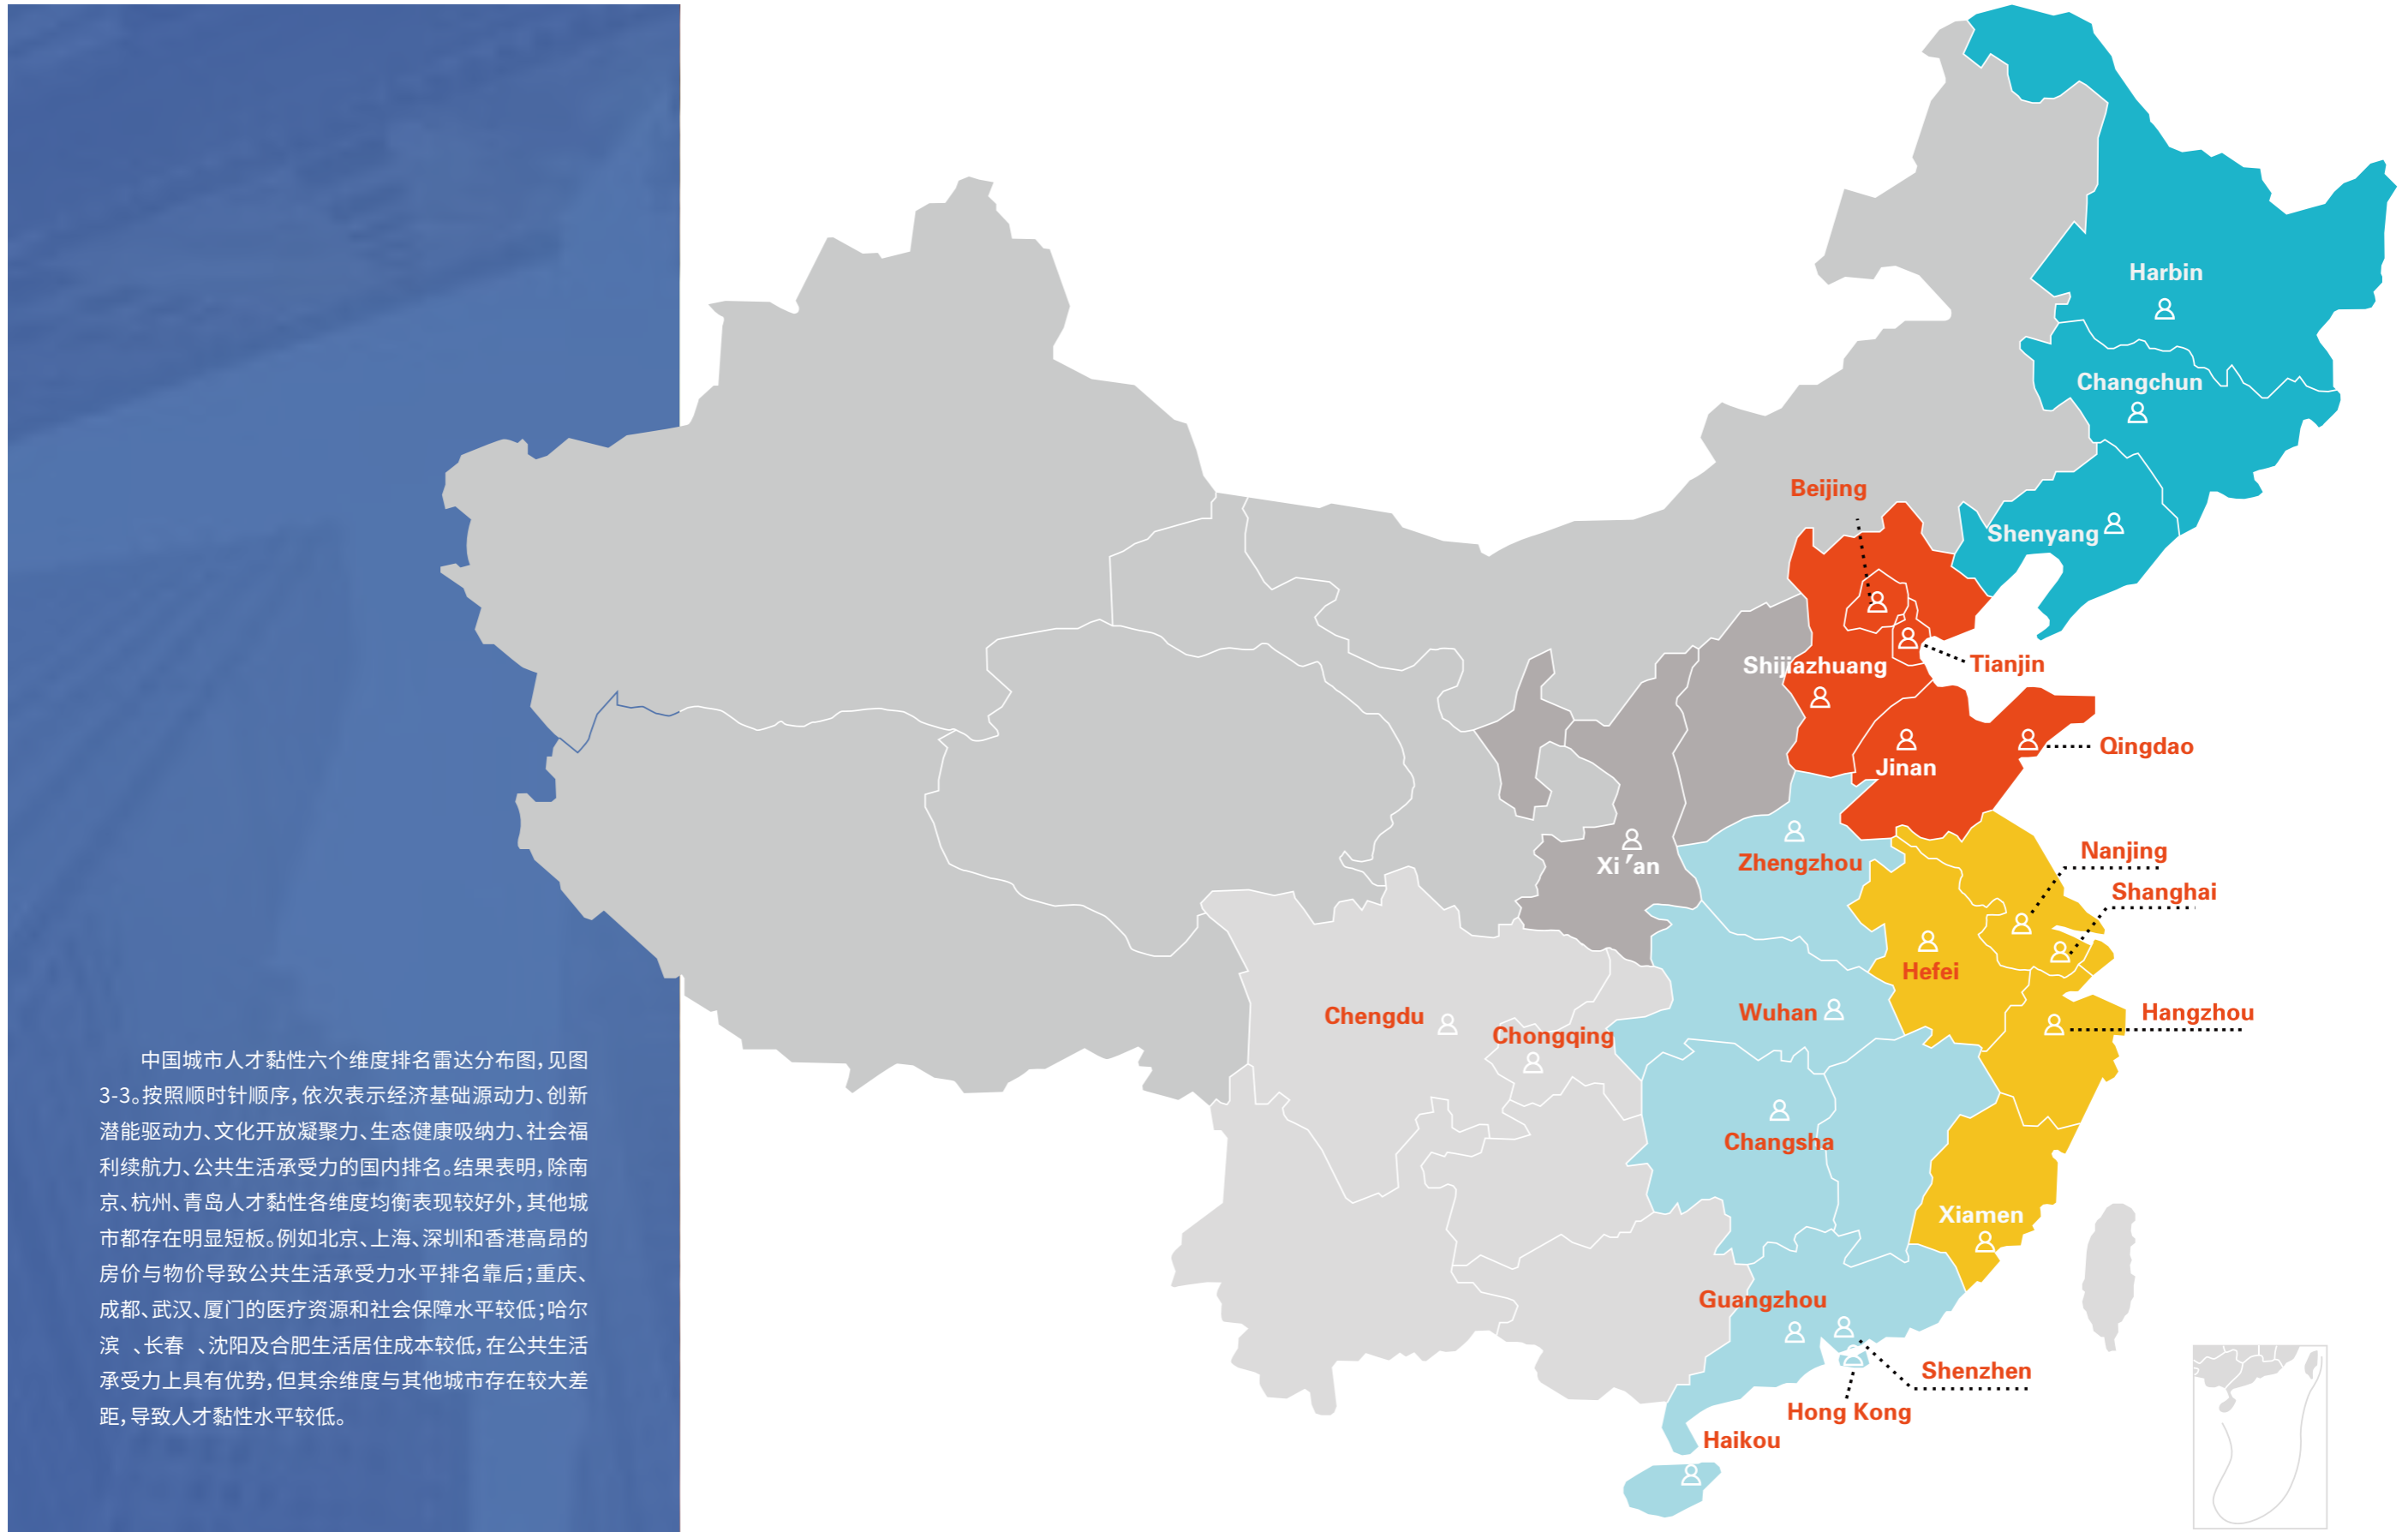 中国城市人才黏性六个维度排名雷达分布图，见图
3-3。按照顺时针顺序，依次表示经济基础源动力、创新
潜能驱动力、文化开放凝聚力、生态健康吸纳力、社会福
利续航力、公共生活承受力的国内排名。结果表明，除南
京、杭州、青岛人才黏性各维度均衡表现较好外，其他城
市都存在明显短板。例如北京、上海、深圳和香港高昂的
房价与物价导致公共生活承受力水平排名靠后；重庆、
成都、武汉、厦门的医疗资源和社会保障水平较低；哈尔
滨 、长春 、沈阳及合肥生活居住成本较低，在公共生活
承受力上具有优势，但其余维度与其他城市存在较大差
距，导致人才黏性水平较低。
Harbin
Changchun
Beijing
Shenyang
Shijiazhuang
Tianjin
Qingdao
Jinan
Nanjing
Zhengzhou
Xi'an
Shanghai
Hefei
Hangzhou
Wuhan
Chengdu
Chongqing
Changsha
Xiamen
Guangzhou
Shenzhen
Hong Kong
Haikou